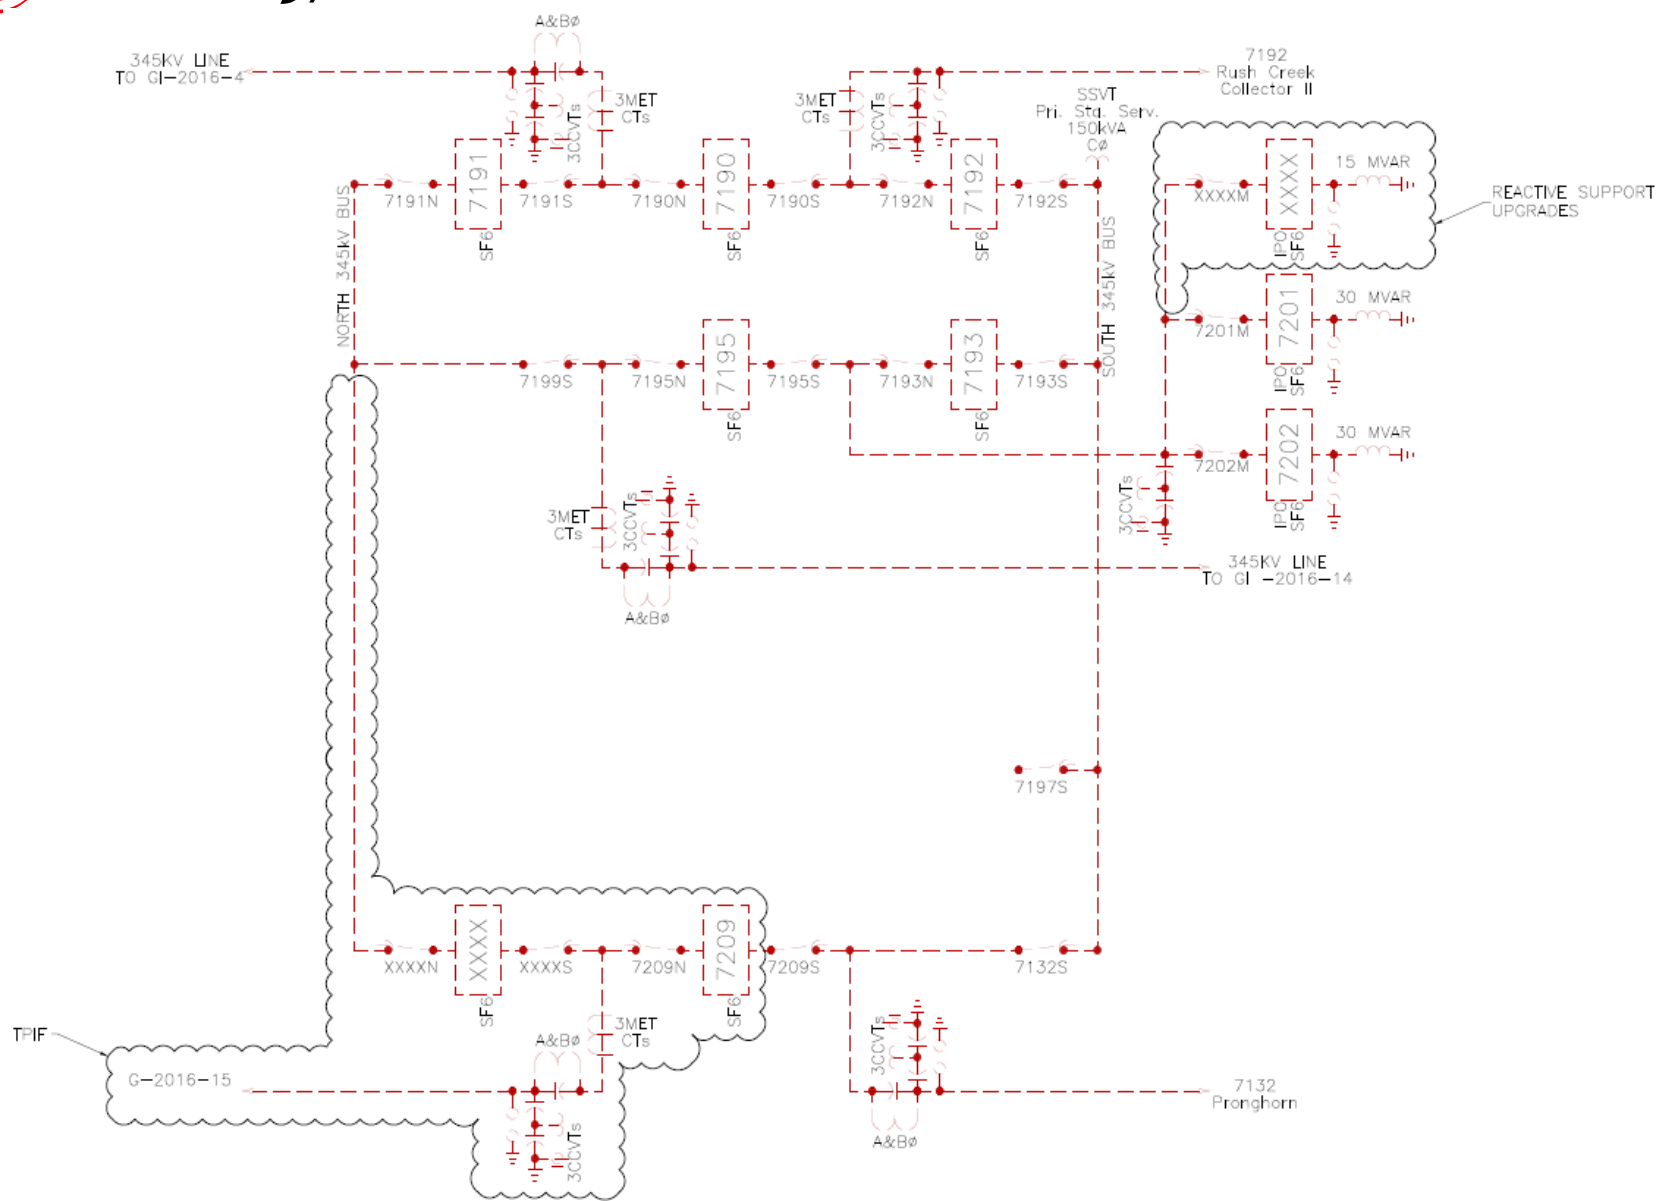 A&BØ
345KV LINE
TO GI-2016-4
7192
Rush Creek
Collector II
3MET
CTs
3CCVTs
3MET
CTs
3CCVTs
SSVT
Pri. Sta. Serv.
150kVA
CØ
7191N
7191
SF6
7191S
7190N
7190
SF6
7190S
7192N
7192
SF6
7192S
XXXXM
XXXX
IPO
SF6
15 MVAR
REACTIVE SUPPORT
UPGRADES
NORTH 345kV BUS
SOUTH 345kV BUS
7201M
7201
IPO
SF6
30 MVAR
7199S
7195N
7195
SF6
7195S
7193N
7193
SF6
7193S
7202M
7202
IPO
SF6
30 MVAR
3MET
CTs
3CCVTs
3CCVTs
345KV LINE
TO GI -2016-14
A&BØ
7197S
XXXXN
XXXX
SF6
XXXXS
7209N
7209
SF6
7209S
7132S
TPIF
3MET
CTs
A&BØ
3CCVTs
G-2016-15
3CCVTs
7132
Pronghorn
A&BØ